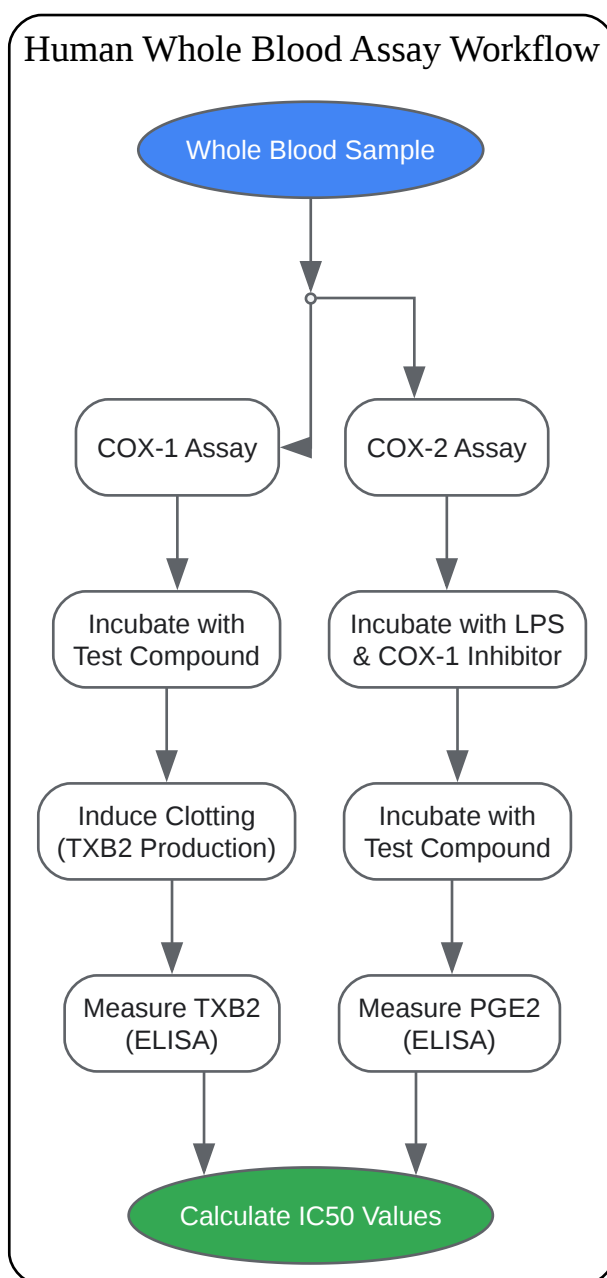 Human Whole Blood Assay Workflow
Whole Blood Sample
COX-1 Assay
COX-2 Assay
Incubate with
Test Compound
Incubate with LPS
& COX-1 Inhibitor
Induce Clotting
(TXB2 Production)
Incubate with
Test Compound
Measure TXB2
(ELISA)
Measure PGE2
(ELISA)
Calculate IC50 Values